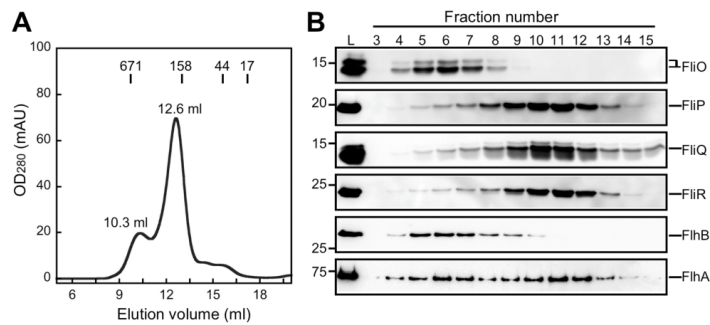 A
OD280 (mAU)
100
80
60
40
20
0
671 158 44 17
12.6 ml
10.3 ml
6 9 12 15 18
Elution volume (ml)
B
Fraction number
L 3 4 5 6 7 8 9 10 11 12 13 14 15
15 FliO
20 FliP
15 FliQ
25 FliR
25 FlhB
75 FlhA